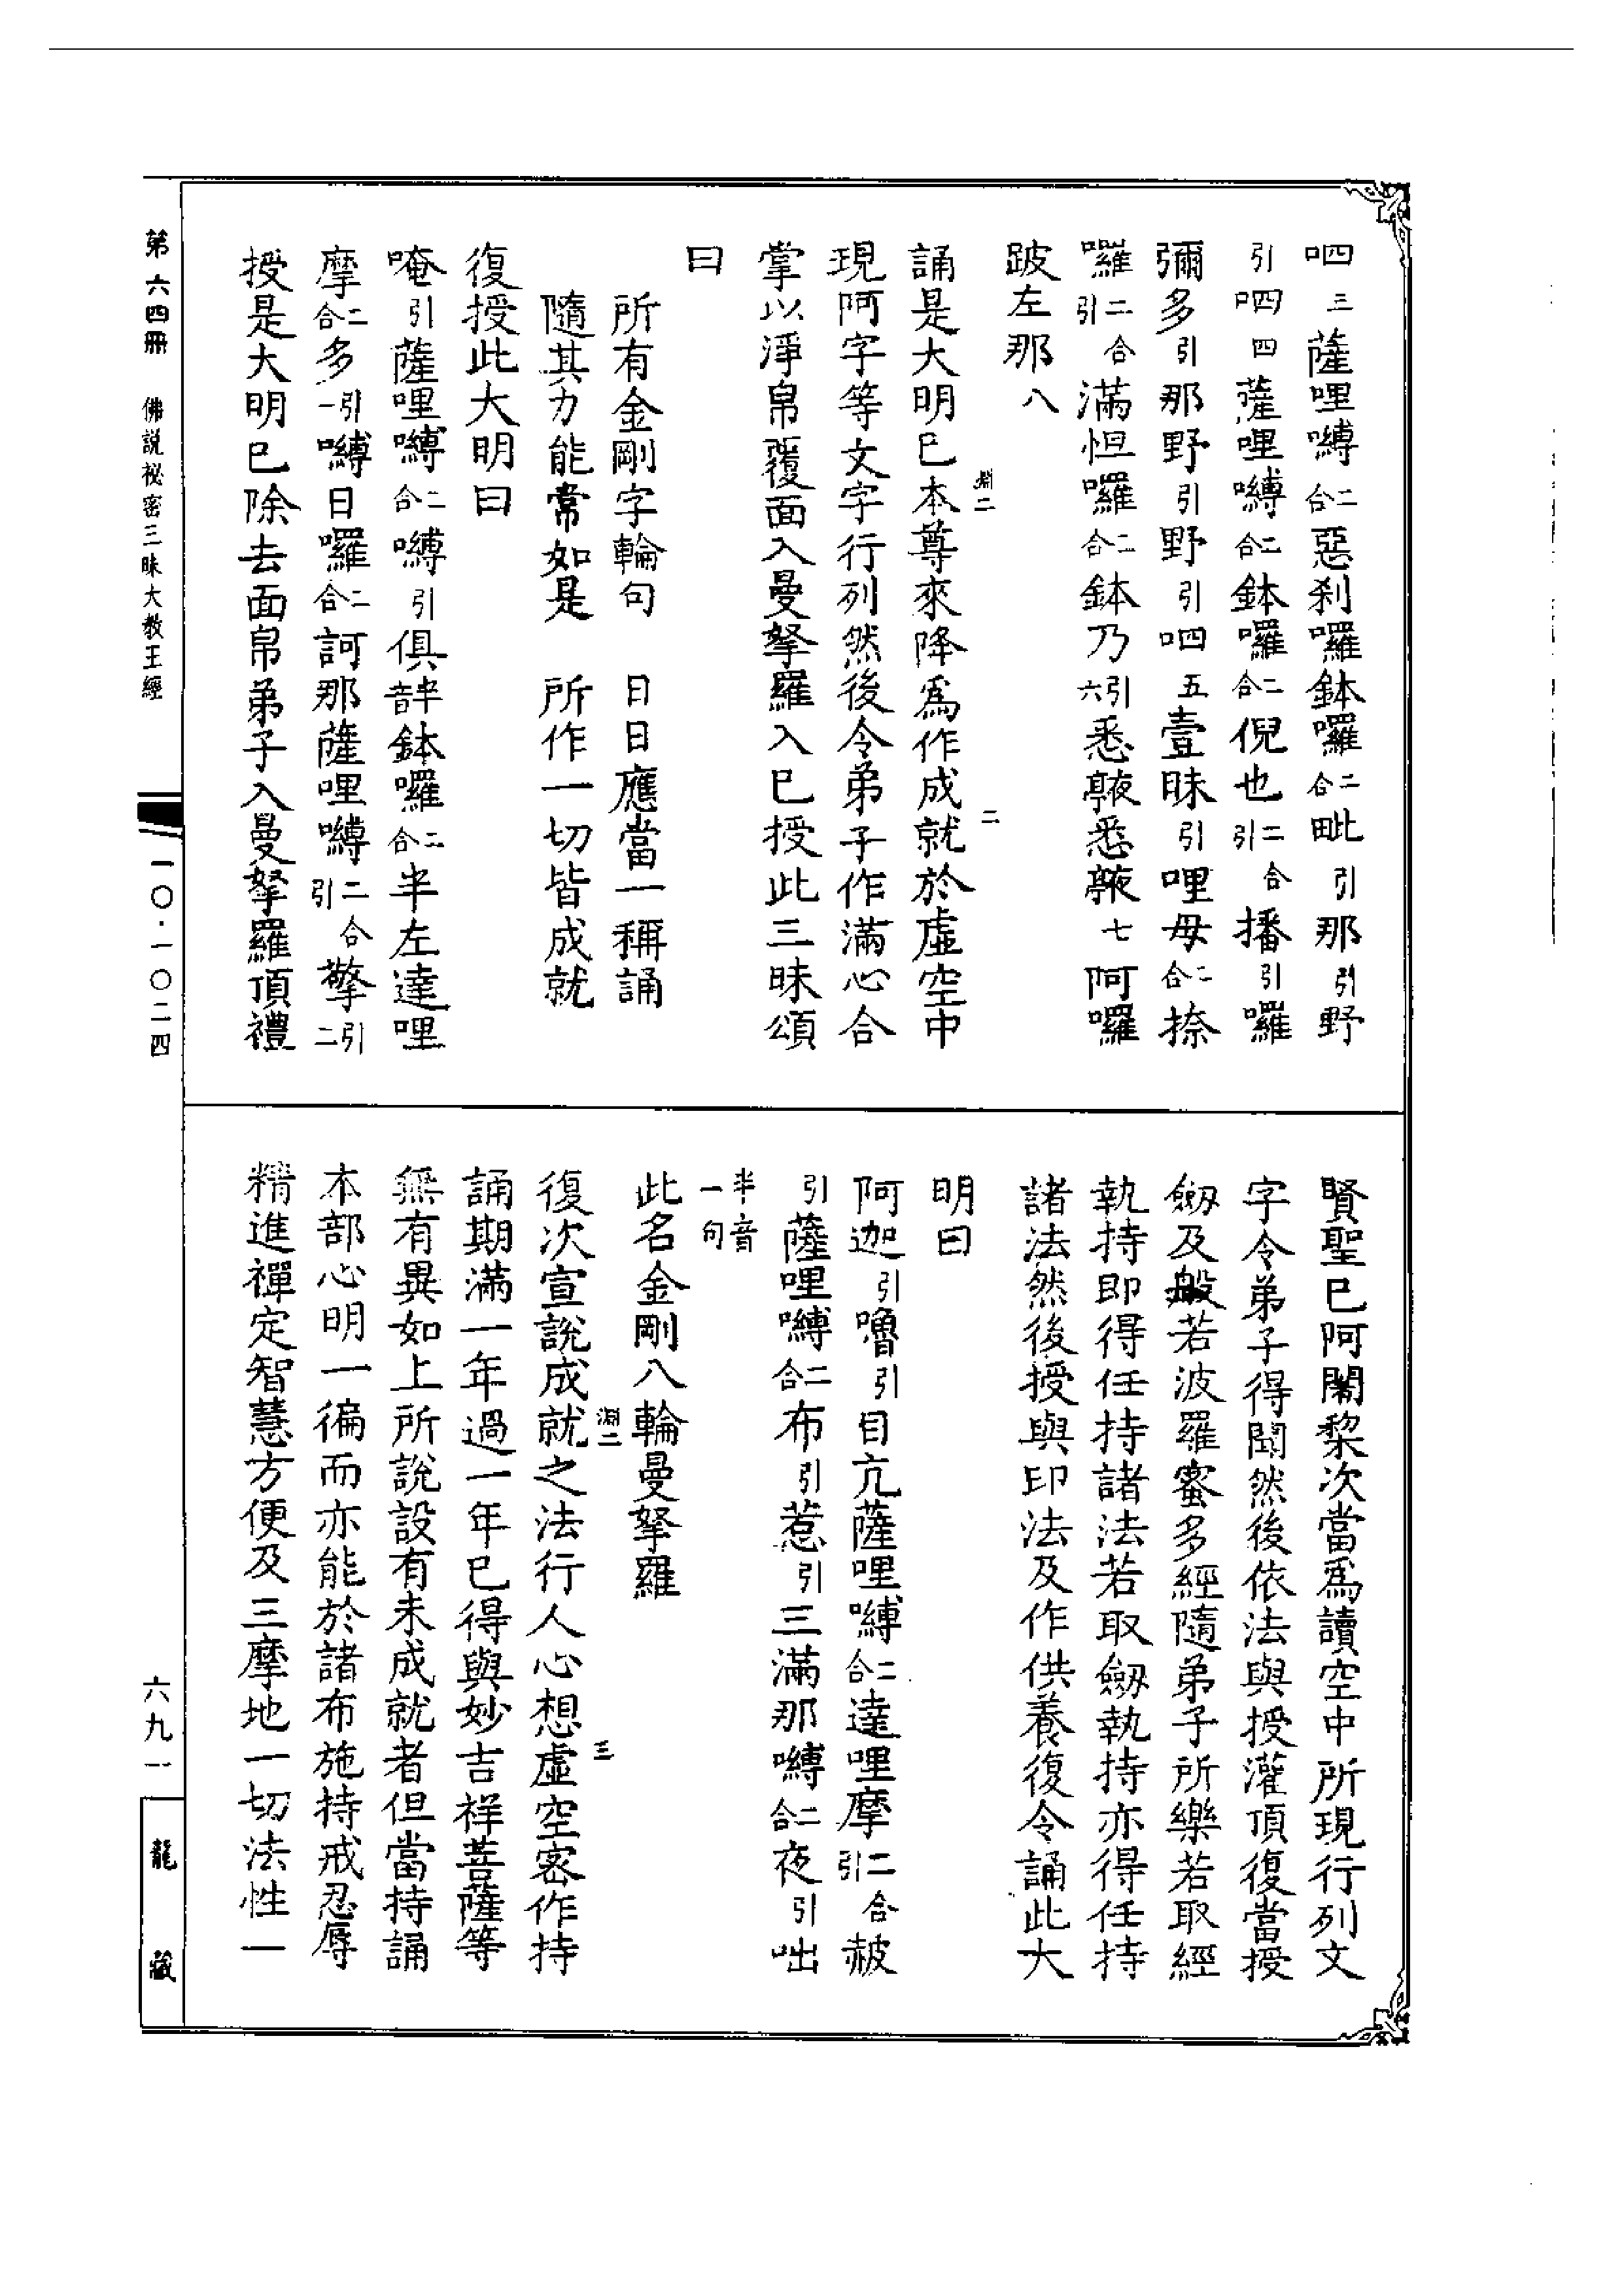 呬三薩哩嚩二合惡刹囉鉢囉二合毗引那引野
引呬四薩哩嚩二合鉢囉二合倪也二合引播引囉
彌多引那野引野引呬五壹昧引哩毋二合捺
囉二合引滿怛囉二合鉢乃引六悉𠆙悉𠆙七阿囉
跛左那八
誦是大明已本尊來降爲作成就於虛空中
現阿字等文字行列然後令弟子作滿心合
掌以淨帛覆面入曼拏羅入已授此三昧頌
曰
所有金剛字輪句　日日應當一稱誦
隨其力能常如是　所作一切皆成就
復授此大明曰
唵引薩哩嚩二合嚩引俱半音鉢囉二合半左達哩
摩二合多引一嚩日囉二合訶那薩哩嚩二合引擎引二
授是大明已除去面帛弟子入曼拏羅頂禮
淵二
二
賢聖已阿闍黎次當爲讀空中所現行列文
字令弟子得聞然後依法與授灌頂復當授
劒及般若波羅蜜多經隨弟子所樂若取經
執持即得任持諸法若取劒執持亦得任持
諸法然後授與印法及作供養復令誦此大
明曰
阿迦引嚕引目亢薩哩嚩二合達哩摩二合引赧
引薩哩嚩二合布引惹引三滿那嚩二合夜引咄
半音一句
此名金剛八輪曼拏羅
復次宣說成就之法行人心想虛空密作持
誦期滿一年過一年已得與妙吉祥菩薩等
無有異如上所說設有未成就者但當持誦
本部心明一徧而亦能於諸布施持戒忍辱
精進禪定智慧方便及三摩地一切法性一
淵二
三
第六四冊　佛說祕密三昧大教王經
一〇·一〇二四
六九一
龍藏